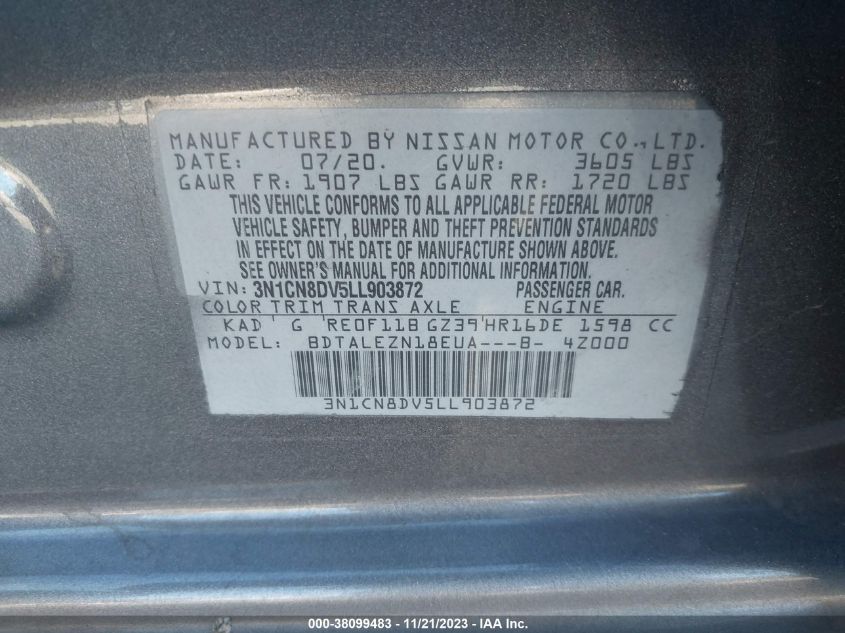 MANUFACTURED BY NISSAN MOTOR CO., LTD.
DATE: 07/20. GVWR: 3605 LBS
GAWR FR: 1907 LBS GAWR RR: 1720 LBS
THIS VEHICLE CONFORMS TO ALL APPLICABLE FEDERAL MOTOR
VEHICLE SAFETY, BUMPER AND THEFT PREVENTION STANDARDS
IN EFFECT ON THE DATE OF MANUFACTURE SHOWN ABOVE.
SEE OWNER'S MANUAL FOR ADDITIONAL INFORMATION.
VIN: 3N1CN8DV5LL903872 PASSENGER CAR.
COLOR TRIM TRANS AXLE ENGINE
KAD G RE0F11B GZ39 HR16DE 1598 CC
MODEL: BDTALEZN18EUA---B- 4Z000
3N1CN8DV5LL903872
000-38099483 - 11/21/2023 - IAA Inc.